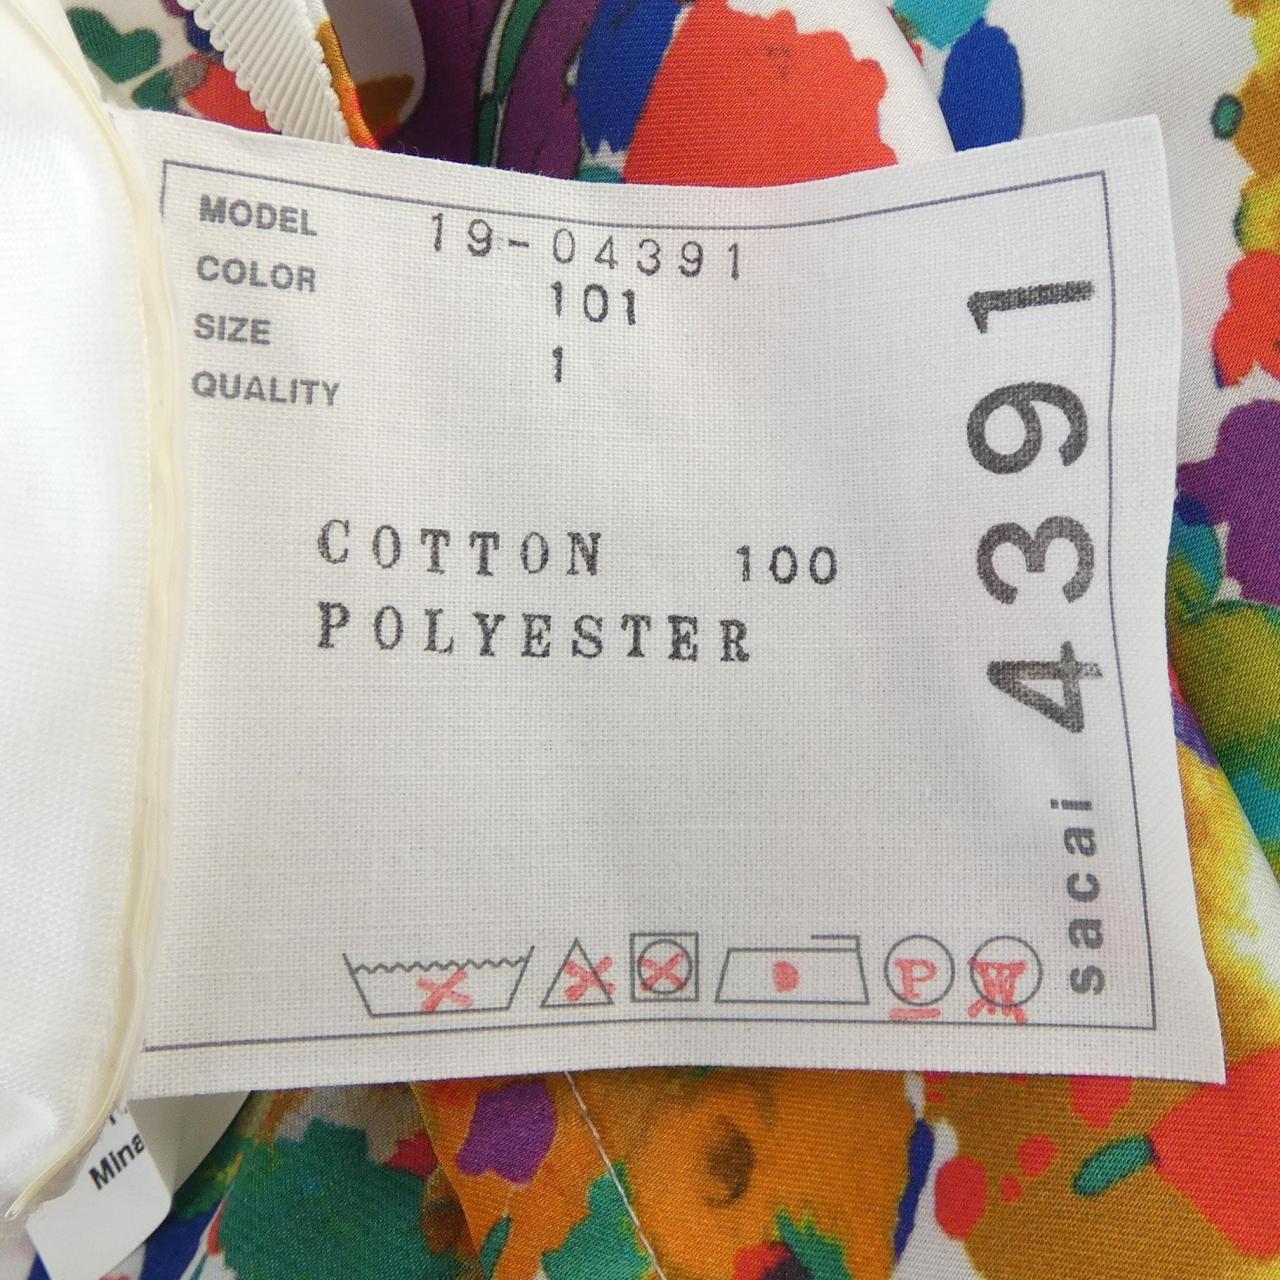 MODEL 19-04391
COLOR 101
SIZE 1
QUALITY
COTTON 100
POLYESTER
sacai 4391
P W
Mina